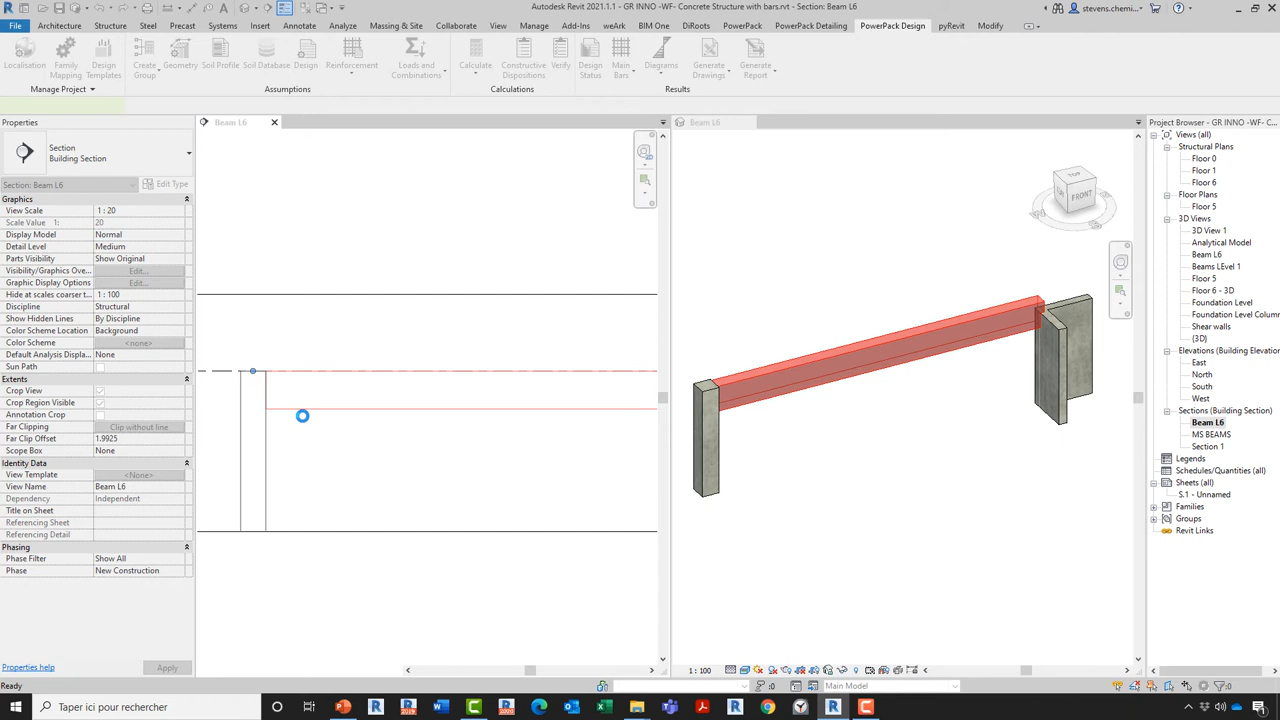 Autodesk Revit 2021.1.1 - GR INNO -WF- Concrete Structure with bars.rvt - Section: Beam L6
stevens.chemi...
File Architecture Structure Steel Precast Systems Insert Annotate Analyze Massing & Site Collaborate View Manage Add-Ins weArk BIM One DiRoots PowerPack PowerPack Detailing PowerPack Design pyRevit
Localisation Family Mapping Design Templates Create Group Geometry Soil Profile Soil Database Design Reinforcement Loads and Combinations Calculate Constructive Dispositions Verify Design Status Main Bars Diagrams Generate Drawings Generate Report
Manage Project Assumptions Calculations Results
Properties
Beam L6
Beam L6
Project Browser - GR INNO -WF- C...
Section
Building Section
Section: Beam L6
Edit Type
Graphics
View Scale 1 : 20
Scale Value 1: 20
Display Model Normal
Detail Level Medium
Parts Visibility Show Original
Visibility/Graphics Ove... Edit...
Graphic Display Options Edit...
Hide at scales coarser t... 1 : 100
Discipline Structural
Show Hidden Lines By Discipline
Color Scheme Location Background
Color Scheme <none>
Default Analysis Displa... None
Sun Path
Extents
Crop View
Crop Region Visible
Annotation Crop
Far Clipping Clip without line
Far Clip Offset 1.9925
Scope Box None
Identity Data
View Template <None>
View Name Beam L6
Dependency Independent
Title on Sheet
Referencing Sheet
Referencing Detail
Phasing
Phase Filter Show All
Phase New Construction
Properties help
Apply
TOP
FRONT
1 : 100
Views (all)
Structural Plans
Floor 0
Floor 1
Floor 6
Floor Plans
Floor 5
3D Views
3D View 1
Analytical Model
Beam L6
Beams LEvel 1
Floor 5
Floor 6 - 3D
Foundation Level
Foundation Level Column
Shear walls
{3D}
Elevations (Building Elevation
East
North
South
West
Sections (Building Section)
Beam L6
MS BEAMS
Section 1
Legends
Schedules/Quantities (all)
Sheets (all)
S.1 - Unnamed
Families
Groups
Revit Links
Ready
:0
Main Model
:0
Taper ici pour rechercher